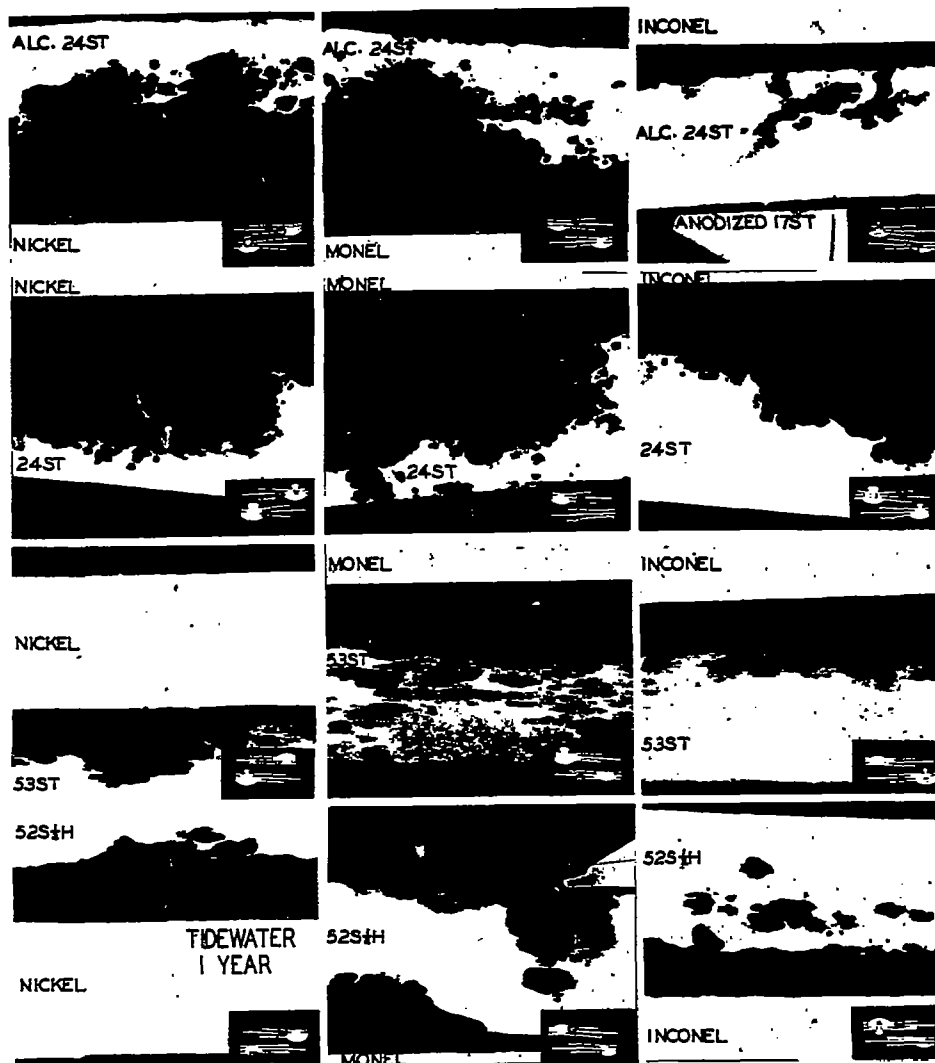 ALC. 24ST
NICKEL
ALC. 24ST
MONEL
INCONEL
ALC. 24ST
ANODIZED 17ST
NICKEL
24ST
MONEL
24ST
INCONEL
24ST
NICKEL
53ST
MONEL
53ST
INCONEL
53ST
52S½H
TIDEWATER
1 YEAR
NICKEL
52S½H
MONEL
52S½H
INCONEL